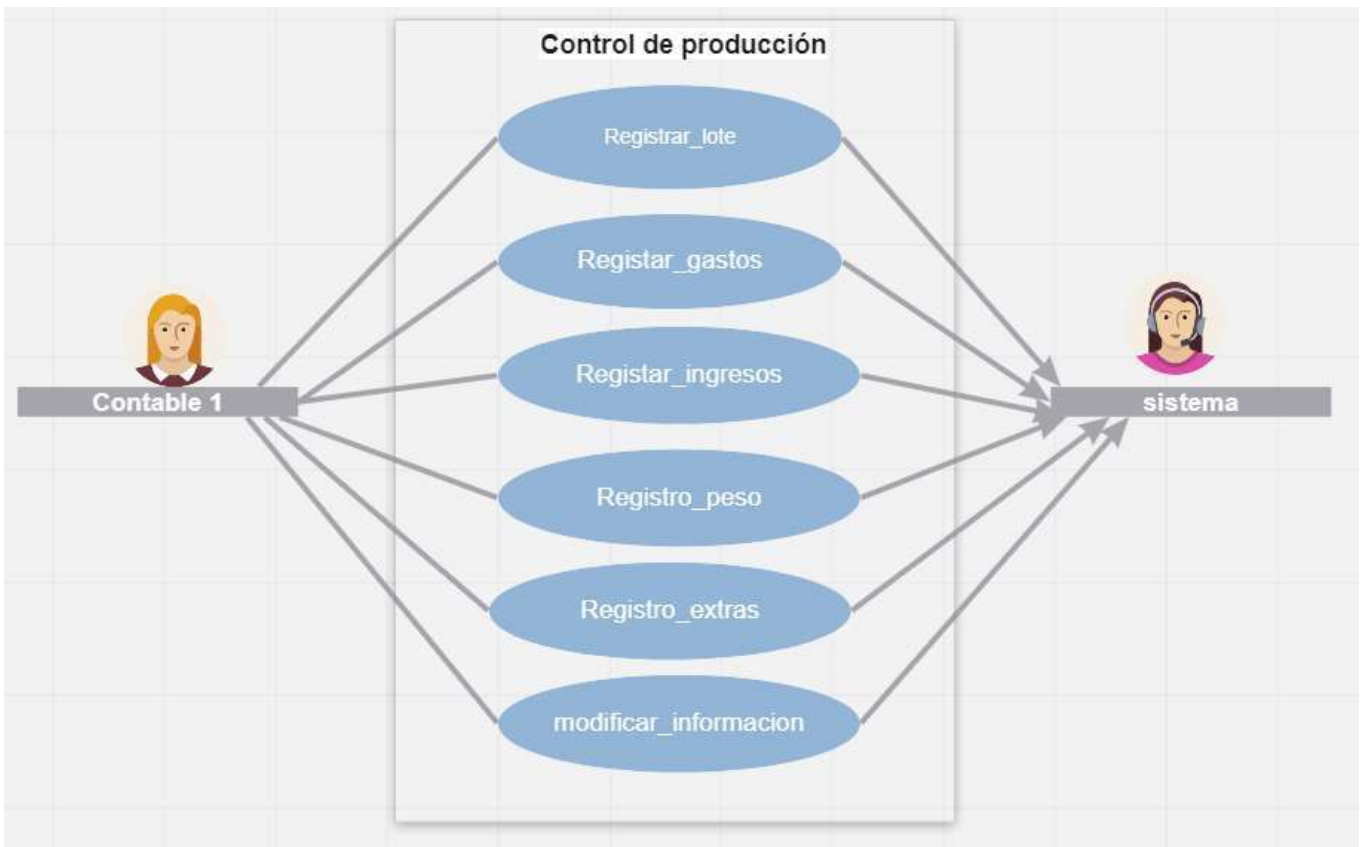 Control de producción
Registrar_lote
Registar_gastos
Registar_ingresos
Contable 1
sistema
Registro_peso
Registro_extras
modificar_informacion